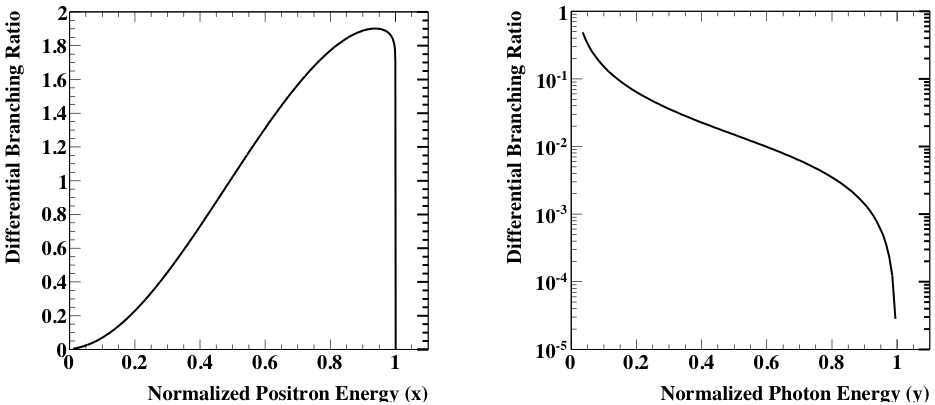 Differential Branching Ratio
2
1.8
1.6
1.4
1.2
1
0.8
0.6
0.4
0.2
0
0 0.2 0.4 0.6 0.8 1
Normalized Positron Energy (x)
Differential Branching Ratio
1
10-1
10-2
10-3
10-4
10-5
0 0.2 0.4 0.6 0.8 1
Normalized Photon Energy (y)